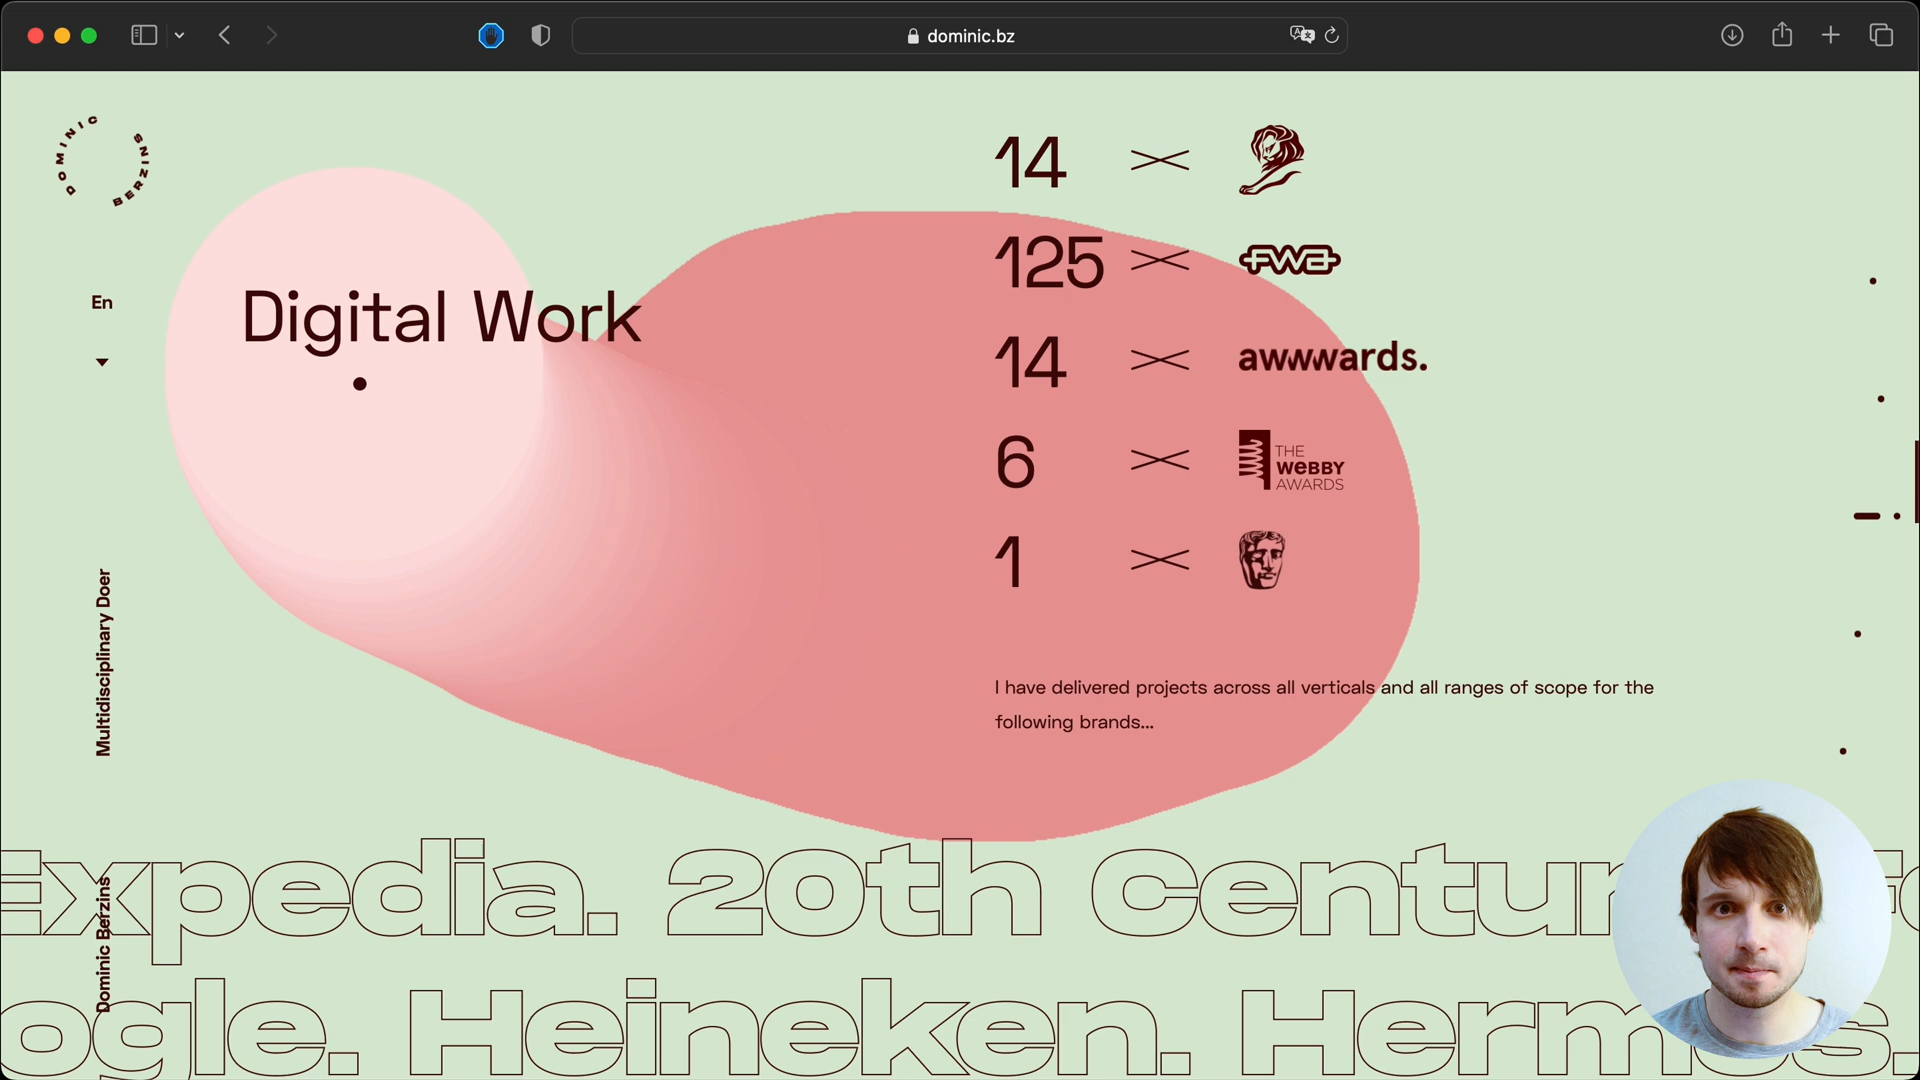 dominic.bz
DOMINIC
BERZINS
14
125
FWA
En
Digital Work
14
awwwards.
6
THE
WEBBY
AWARDS
1
Multidisciplinary Doer
I have delivered projects across all verticals and all ranges of scope for the
following brands...
Expedia. 20th Centur
Dominic Berzins
ogle. Heineken. Hermes.